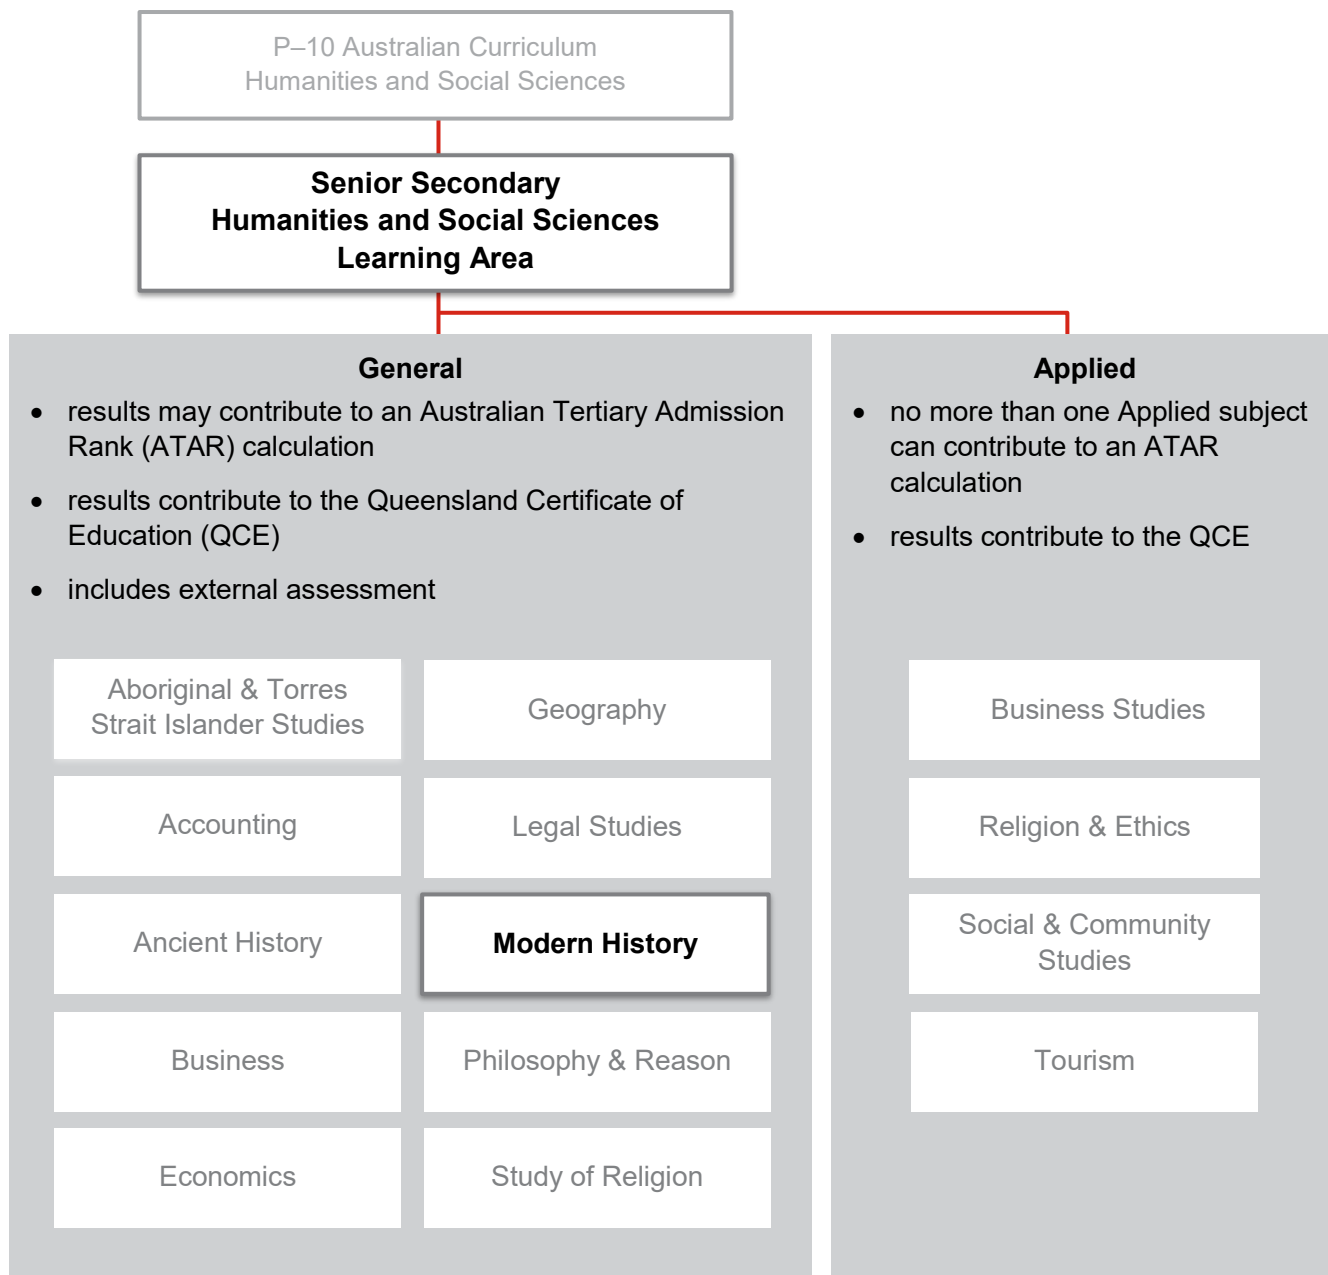 P–10 Australian Curriculum
Humanities and Social Sciences
Senior Secondary
Humanities and Social Sciences
Learning Area
General
• results may contribute to an Australian Tertiary Admission
Rank (ATAR) calculation
• results contribute to the Queensland Certificate of
Education (QCE)
• includes external assessment
Aboriginal & Torres
Strait Islander Studies
Geography
Accounting
Legal Studies
Ancient History
Modern History
Business
Philosophy & Reason
Economics
Study of Religion
Applied
• no more than one Applied subject
can contribute to an ATAR
calculation
• results contribute to the QCE
Business Studies
Religion & Ethics
Social & Community
Studies
Tourism